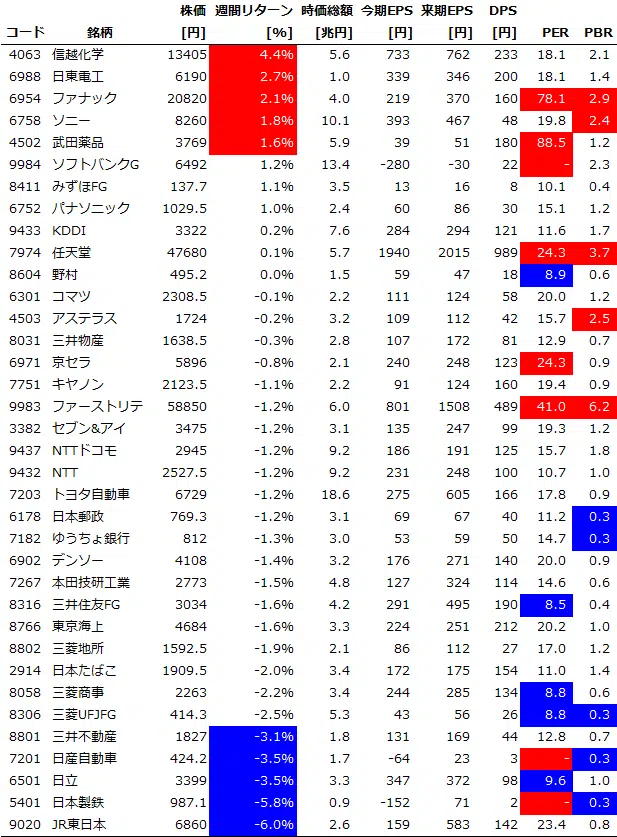 株価 週間リターン 時価総額 今期EPS 来期EPS DPS
コード 銘柄 [円] [%] [兆円] [円] [円] [円] PER PBR
4063 信越化学 13405 4.4% 5.6 733 762 233 18.1 2.1
6988 日東電工 6190 2.7% 1.0 339 346 200 18.1 1.4
6954 ファナック 20820 2.1% 4.0 219 370 160 78.1 2.9
6758 ソニー 8260 1.8% 10.1 393 467 48 19.8 2.4
4502 武田薬品 3769 1.6% 5.9 39 51 180 88.5 1.2
9984 ソフトバンクG 6492 1.2% 13.4 -280 -30 22 - 2.3
8411 みずほFG 137.7 1.1% 3.5 13 16 8 10.1 0.4
6752 パナソニック 1029.5 1.0% 2.4 60 86 30 15.1 1.2
9433 KDDI 3322 0.2% 7.6 284 294 121 11.6 1.7
7974 任天堂 47680 0.1% 5.7 1940 2015 989 24.3 3.7
8604 野村 495.2 0.0% 1.5 59 47 18 8.9 0.6
6301 コマツ 2308.5 -0.1% 2.2 111 124 58 20.0 1.2
4503 アステラス 1724 -0.2% 3.2 109 112 42 15.7 2.5
8031 三井物産 1638.5 -0.3% 2.8 107 172 81 12.9 0.7
6971 京セラ 5896 -0.8% 2.1 240 248 123 24.3 0.9
7751 キヤノン 2123.5 -1.1% 2.2 91 124 160 19.4 0.9
9983 ファーストリテ 58850 -1.2% 6.0 801 1508 489 41.0 6.2
3382 セブン&アイ 3475 -1.2% 3.1 135 247 99 19.3 1.2
9437 NTTドコモ 2945 -1.2% 9.2 186 191 125 15.7 1.8
9432 NTT 2527.5 -1.2% 9.2 231 248 100 10.7 1.0
7203 トヨタ自動車 6729 -1.2% 18.6 275 605 166 17.8 0.9
6178 日本郵政 769.3 -1.2% 3.1 69 67 40 11.2 0.3
7182 ゆうちょ銀行 812 -1.3% 3.0 53 59 50 14.7 0.3
6902 デンソー 4108 -1.4% 3.2 176 271 140 20.0 0.9
7267 本田技研工業 2773 -1.5% 4.8 127 324 114 14.6 0.6
8316 三井住友FG 3034 -1.6% 4.2 291 495 190 8.5 0.4
8766 東京海上 4684 -1.6% 3.3 224 251 212 20.2 1.0
8802 三菱地所 1592.5 -1.9% 2.1 86 112 27 17.0 1.2
2914 日本たばこ 1909.5 -2.0% 3.4 172 175 154 11.0 1.4
8058 三菱商事 2263 -2.2% 3.4 244 285 134 8.8 0.6
8306 三菱UFJFG 414.3 -2.5% 5.3 43 56 26 8.8 0.3
8801 三井不動産 1827 -3.1% 1.8 131 169 44 12.8 0.7
7201 日産自動車 424.2 -3.5% 1.7 -64 23 3 - 0.3
6501 日立 3399 -3.5% 3.3 347 372 98 9.6 1.0
5401 日本製鉄 987.1 -5.8% 0.9 -152 71 2 - 0.3
9020 JR東日本 6860 -6.0% 2.6 159 583 142 23.4 0.8